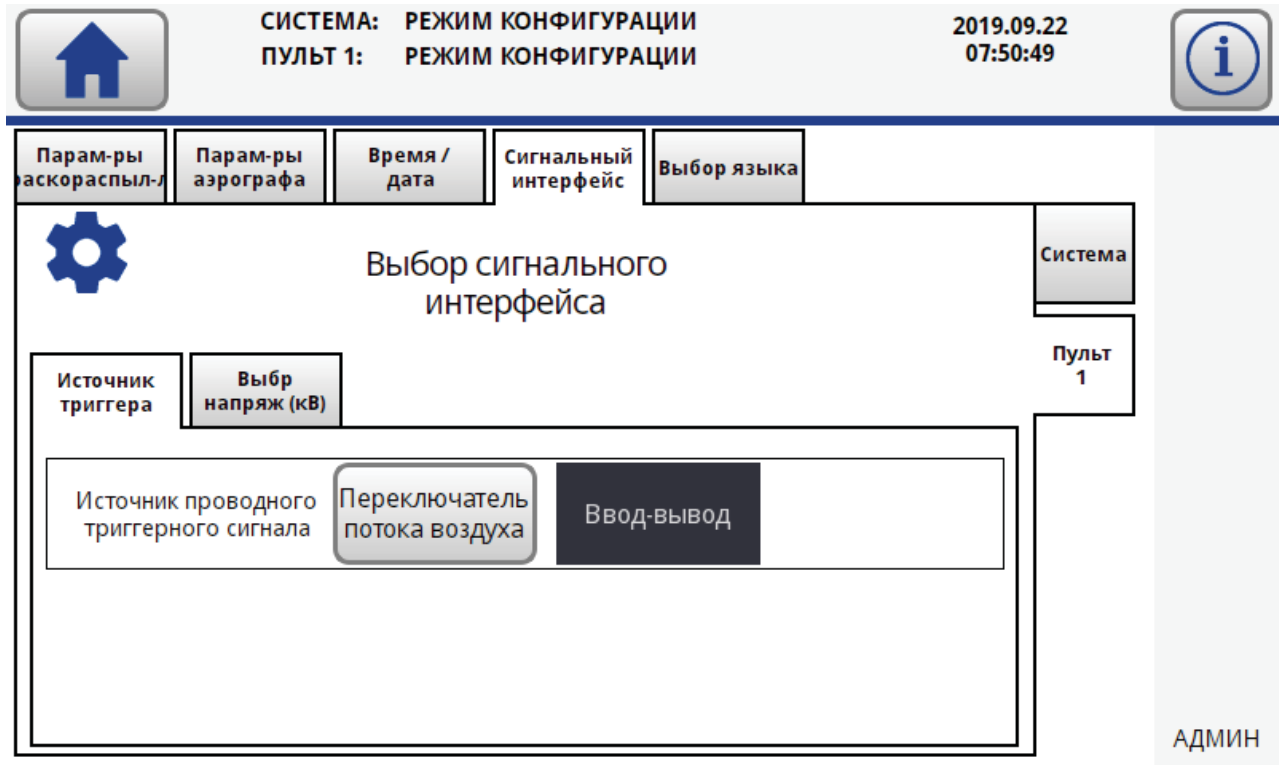 СИСТЕМА: РЕЖИМ КОНФИГУРАЦИИ
ПУЛЬТ 1: РЕЖИМ КОНФИГУРАЦИИ
2019.09.22
07:50:49
i
Парам-ры
раскораспыл-л
Парам-ры
аэрографа
Время /
дата
Сигнальный
интерфейс
Выбор языка
Выбор сигнального
интерфейса
Система
Пульт
1
Источник
триггера
Выбр
напряж (кВ)
Источник проводного
триггерного сигнала
Переключатель
потока воздуха
Ввод-вывод
АДМИН